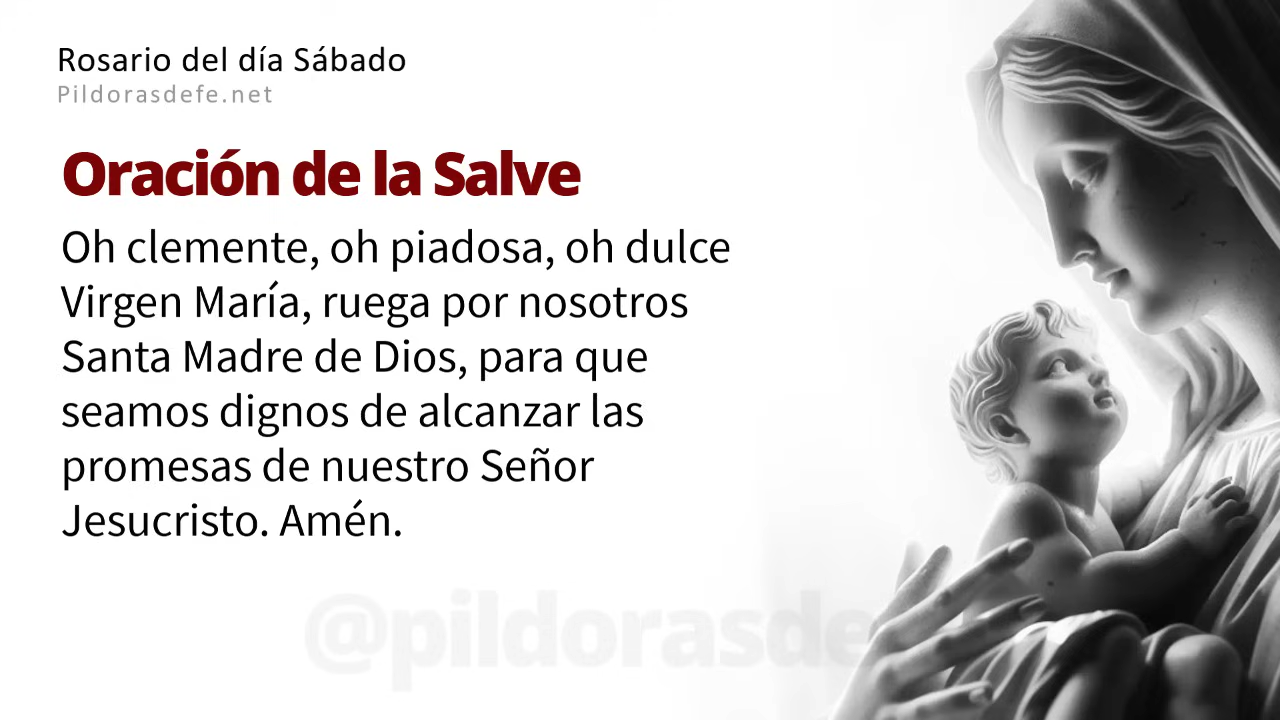 Rosario del día Sábado
Pildorasdefe.net
Oración de la Salve
Oh clemente, oh piadosa, oh dulce
Virgen María, ruega por nosotros
Santa Madre de Dios, para que
seamos dignos de alcanzar las
promesas de nuestro Señor
Jesucristo. Amén.
@pildorasde